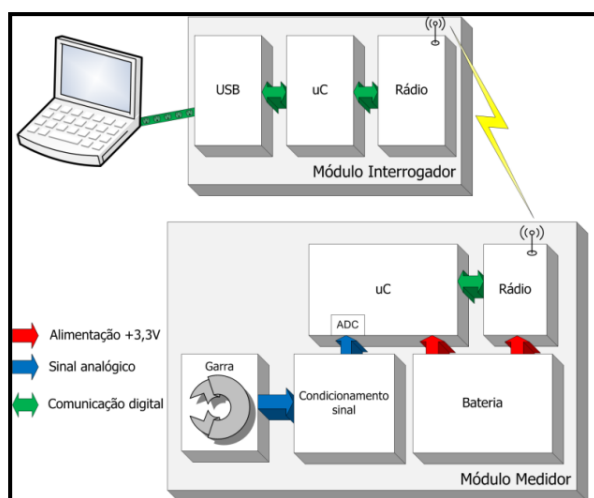 USB
uC
Rádio
Módulo Interrogador
uC
Rádio
ADC
Alimentação +3,3V
Sinal analógico
Comunicação digital
Garra
Condicionamento
sinal
Bateria
Módulo Medidor